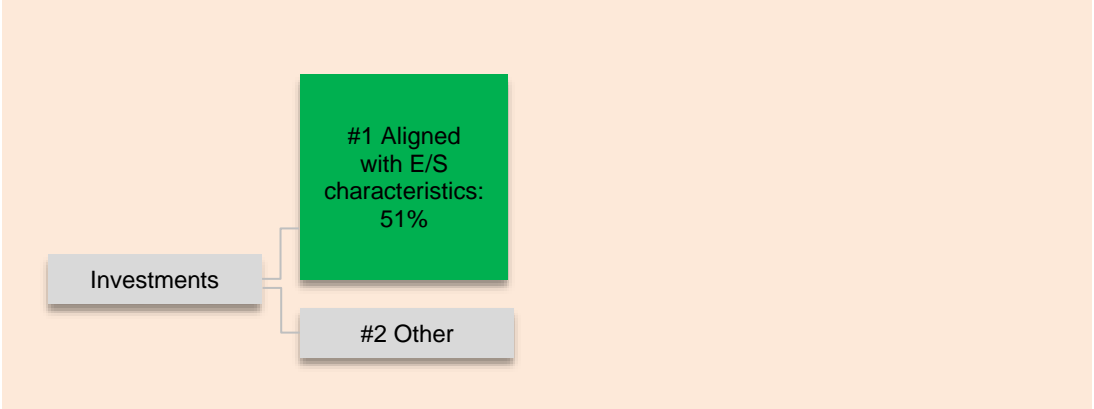 #1 Aligned
with E/S
characteristics:
51%
Investments
#2 Other